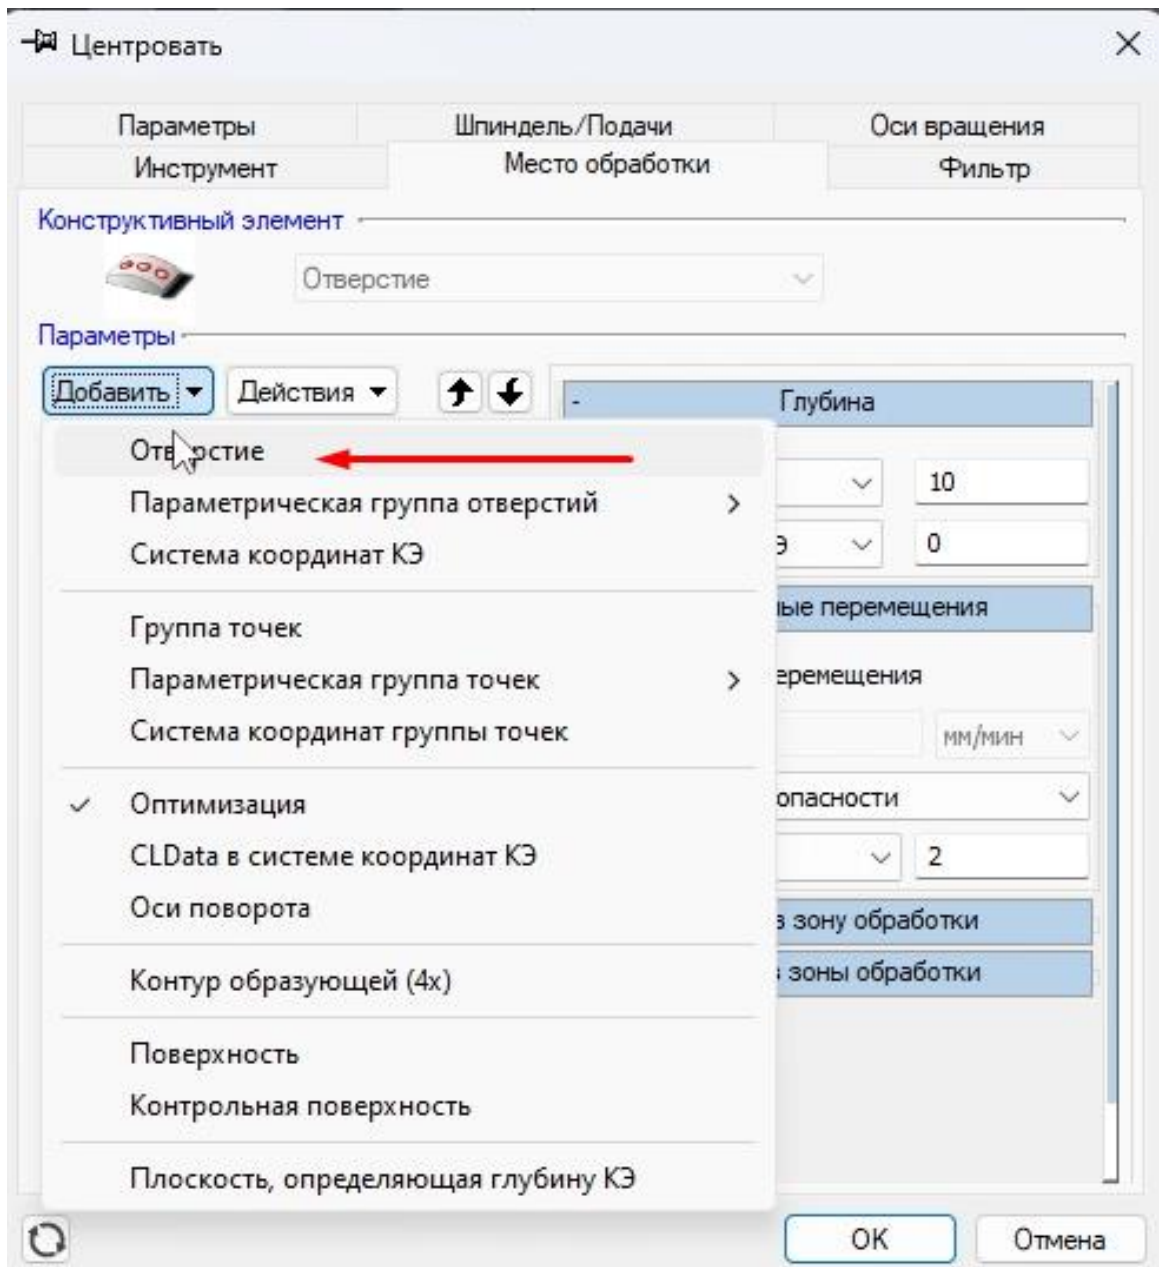 Центровать
Параметры Шпиндель/Подачи Оси вращения
Инструмент Место обработки Фильтр
Конструктивный элемент
Отверстие
Параметры
Добавить Действия
- Глубина
Отверстие
10
Параметрическая группа отверстий
Система координат КЭ
Э 0
ые перемещения
Группа точек
Параметрическая группа точек
еремещения
Система координат группы точек
мм/мин
Оптимизация
опасности
CLData в системе координат КЭ
2
Оси поворота
в зону обработки
Контур образующей (4x)
зоны обработки
Поверхность
Контрольная поверхность
Плоскость, определяющая глубину КЭ
OK Отмена